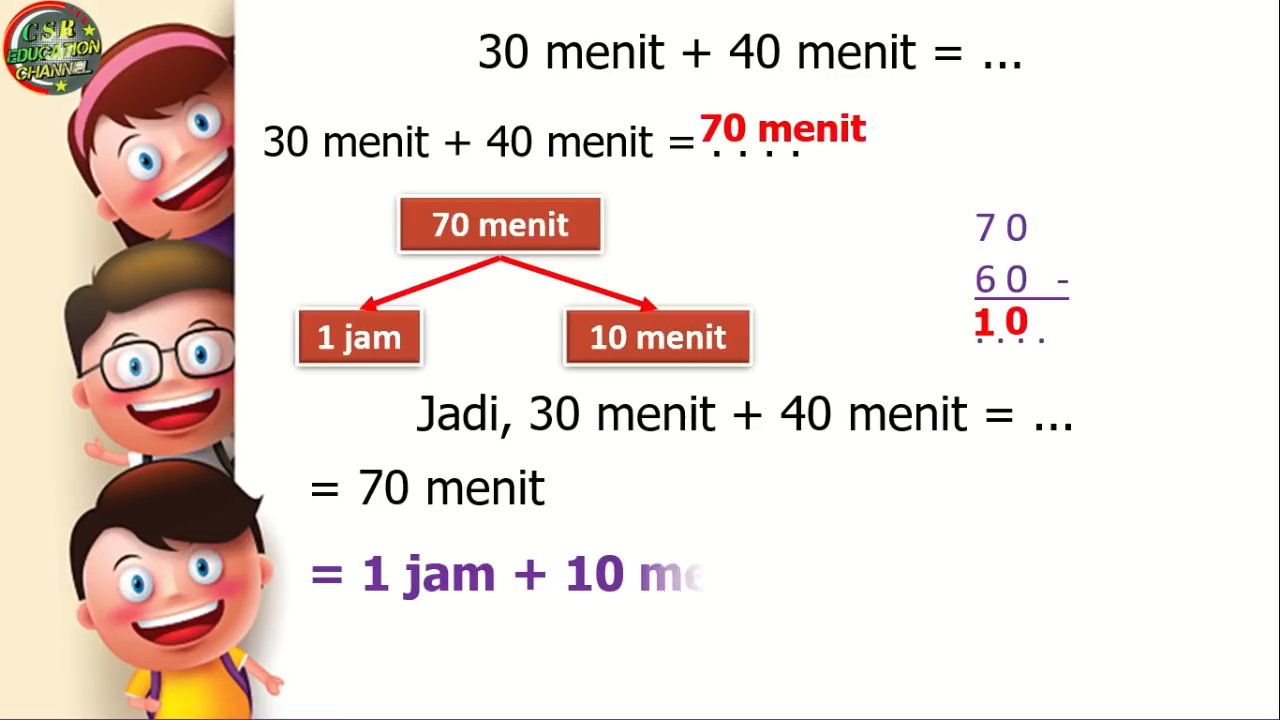 CSR
EDUCATION
CHANNEL
30 menit + 40 menit = ...
30 menit + 40 menit = . . . . 70 menit
70 menit
1 jam
10 menit
7 0
6 0 -
1 0
. . . .
Jadi, 30 menit + 40 menit = ...
= 70 menit
= 1 jam + 10 me